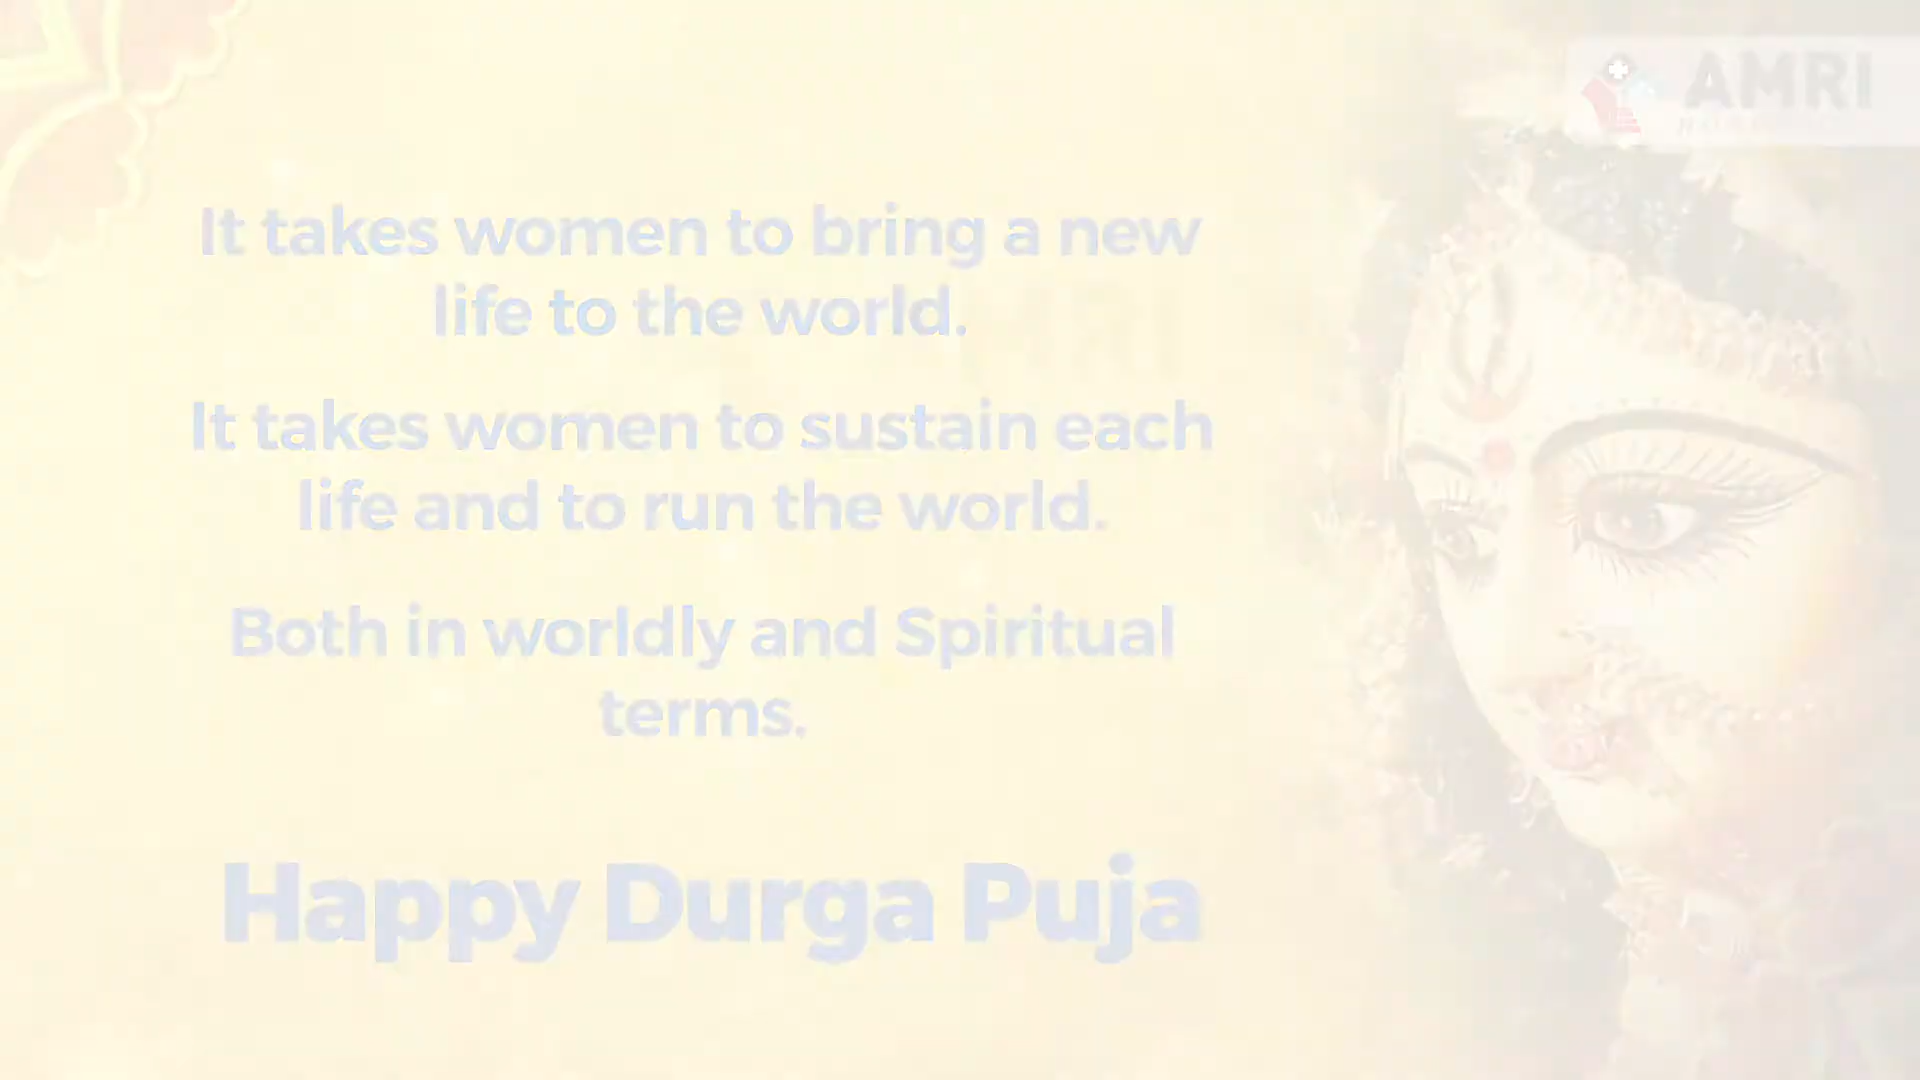 AMRI
It takes women to bring a new
life to the world.
It takes women to sustain each
life and to run the world.
Both in worldly and Spiritual
terms.
Happy Durga Puja